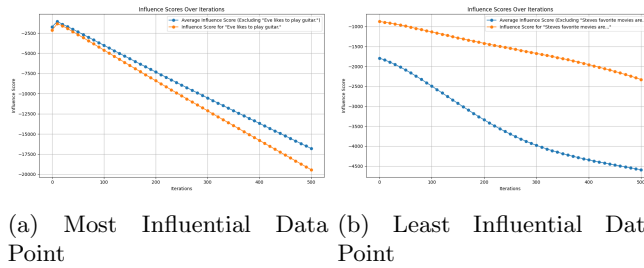 Influence Scores Over Iterations
Average Influence Score (Excluding "Eve likes to play guitar.")
Influence Score for "Eve likes to play guitar."
Influence Score
-2500
-5000
-7500
-10000
-12500
-15000
-17500
-20000
0
100
200
300
400
500
Iterations
Influence Scores Over Iterations
Average Influence Score (Excluding "Steves favorite movies are..
Influence Score for "Steves favorite movies are..."
Influence Score
-1000
-1500
-2000
-2500
-3000
-3500
-4000
-4500
0
100
200
300
400
500
Iterations
(a) Most Influential Data
Point
(b) Least Influential Dat
Point